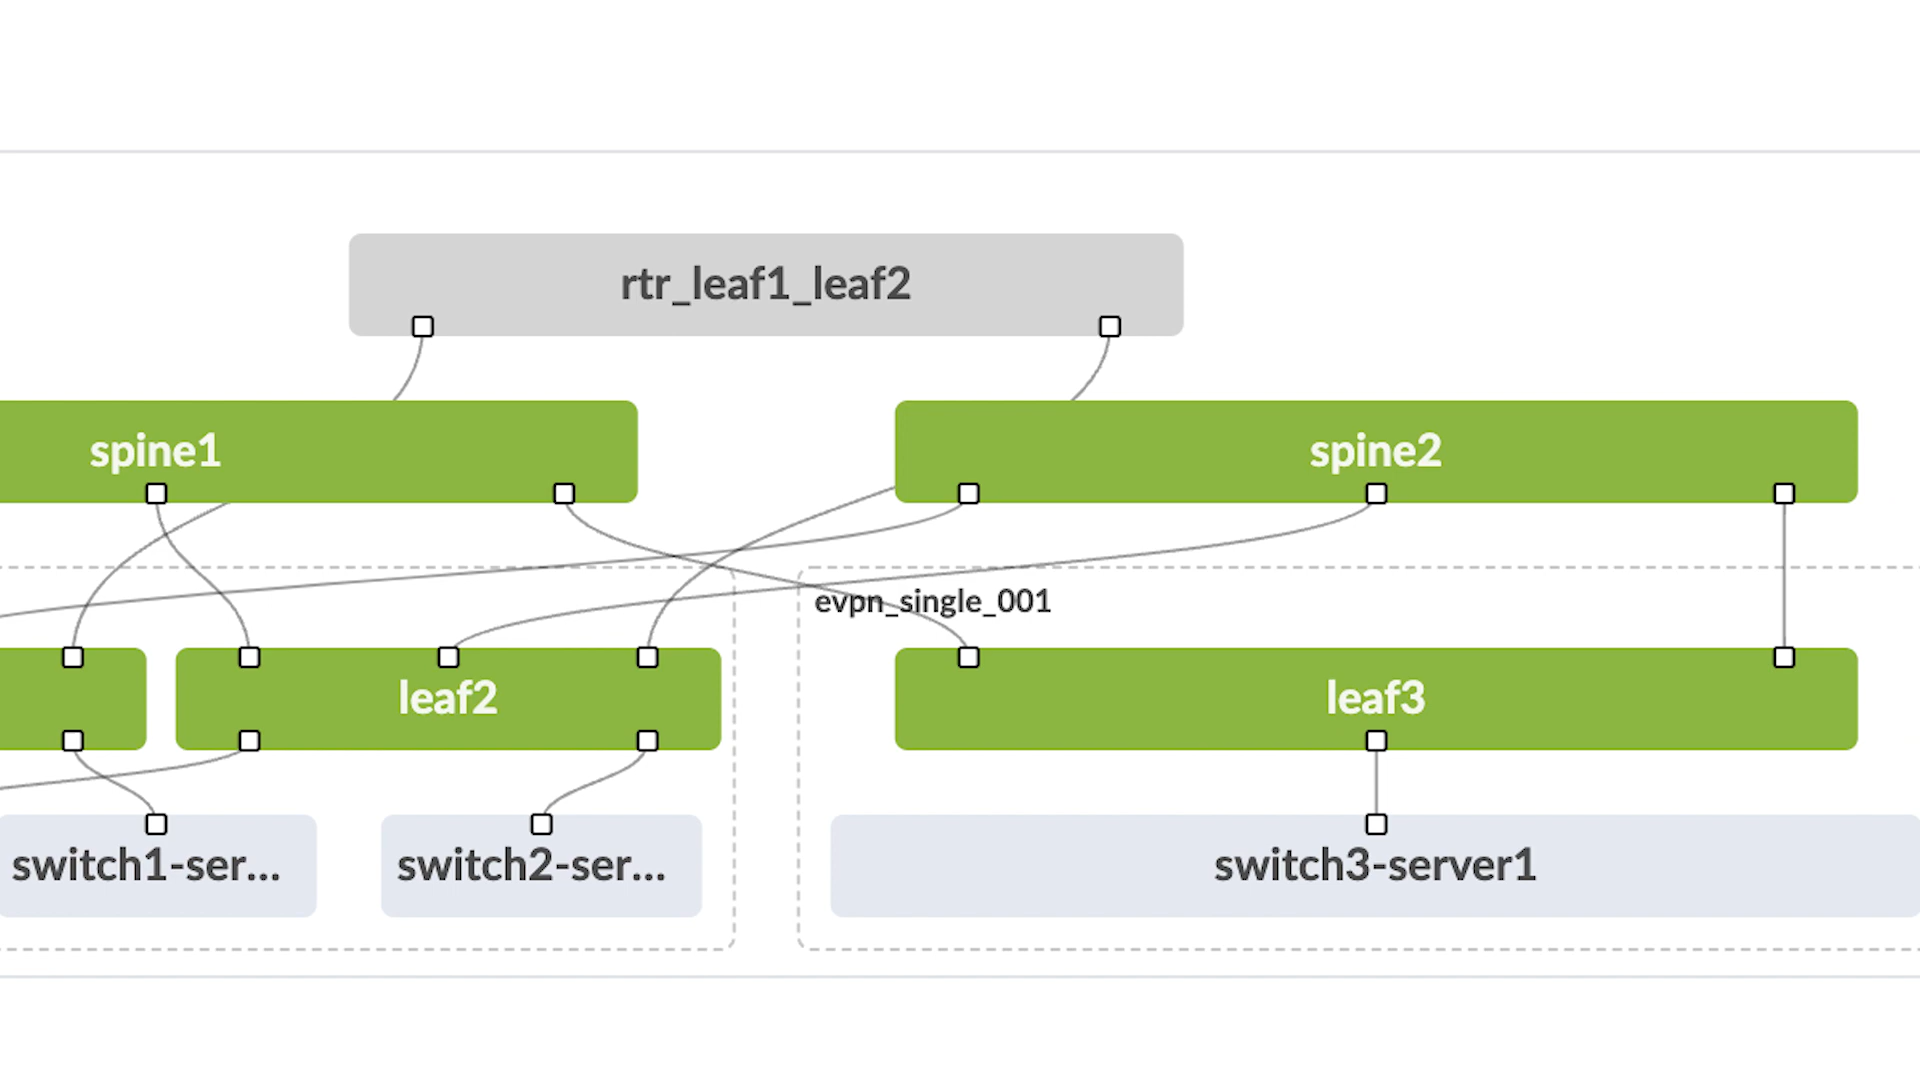 rtr_leaf1_leaf2
spine1
spine2
evpn_single_001
leaf2
leaf3
switch1-ser...
switch2-ser...
switch3-server1